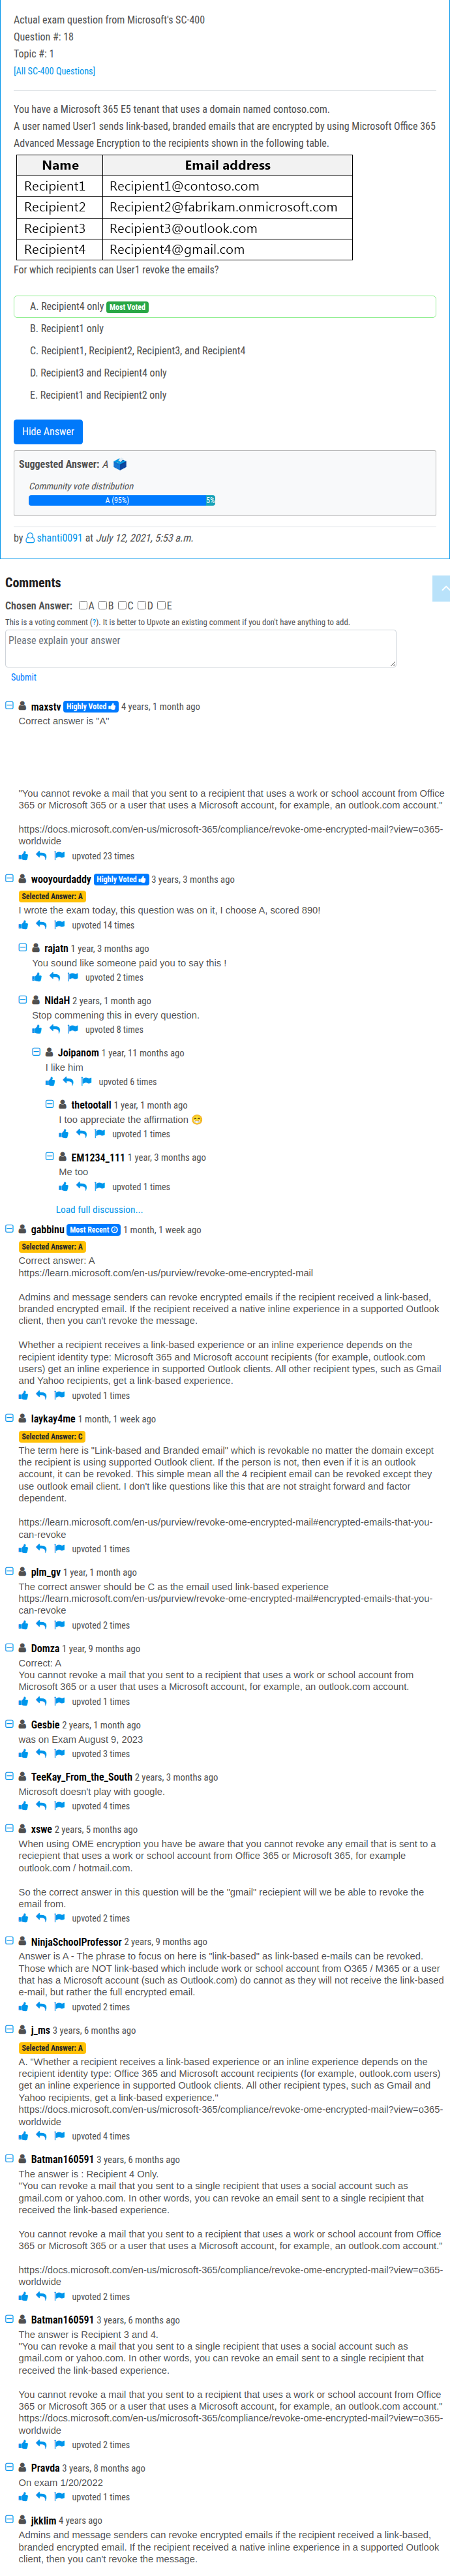 Actual exam question from Microsoft's SC-400
Question #: 18
Topic #: 1
[All SC-400 Questions]
You have a Microsoft 365 E5 tenant that uses a domain named contoso.com.
A user named User1 sends link-based, branded emails that are encrypted by using Microsoft Office 365
Advanced Message Encryption to the recipients shown in the following table.
Name Email address
Recipient1 Recipient1@contoso.com
Recipient2 Recipient2@fabrikam.onmicrosoft.com
Recipient3 Recipient3@outlook.com
Recipient4 Recipient4@gmail.com
For which recipients can User1 revoke the emails?
A. Recipient4 only Most Voted
B. Recipient1 only
C. Recipient1, Recipient2, Recipient3, and Recipient4
D. Recipient3 and Recipient4 only
E. Recipient1 and Recipient2 only
Hide Answer
Suggested Answer: A
Community vote distribution
A (95%) 5%
by shanti0091 at July 12, 2021, 5:53 a.m.
Comments
Chosen Answer: A B C D E
This is a voting comment (?). It is better to Upvote an existing comment if you don't have anything to add.
Please explain your answer
Submit
maxstv Highly Voted 4 years, 1 month ago
Correct answer is "A"
"You cannot revoke a mail that you sent to a recipient that uses a work or school account from Office
365 or Microsoft 365 or a user that uses a Microsoft account, for example, an outlook.com account."
https://docs.microsoft.com/en-us/microsoft-365/compliance/revoke-ome-encrypted-mail?view=o365-
worldwide
upvoted 23 times
wooyourdaddy Highly Voted 3 years, 3 months ago
Selected Answer: A
I wrote the exam today, this question was on it, I choose A, scored 890!
upvoted 14 times
rajatn 1 year, 3 months ago
You sound like someone paid you to say this !
upvoted 2 times
NidaH 2 years, 1 month ago
Stop commening this in every question.
upvoted 8 times
Joipanom 1 year, 11 months ago
I like him
upvoted 6 times
thetootall 1 year, 1 month ago
I too appreciate the affirmation 😁
upvoted 1 times
EM1234_111 1 year, 3 months ago
Me too
upvoted 1 times
Load full discussion...
gabbinu Most Recent 1 month, 1 week ago
Selected Answer: A
Correct answer: A
https://learn.microsoft.com/en-us/purview/revoke-ome-encrypted-mail
Admins and message senders can revoke encrypted emails if the recipient received a link-based,
branded encrypted email. If the recipient received a native inline experience in a supported Outlook
client, then you can't revoke the message.
Whether a recipient receives a link-based experience or an inline experience depends on the
recipient identity type: Microsoft 365 and Microsoft account recipients (for example, outlook.com
users) get an inline experience in supported Outlook clients. All other recipient types, such as Gmail
and Yahoo recipients, get a link-based experience.
upvoted 1 times
laykay4me 1 month, 1 week ago
Selected Answer: C
The term here is "Link-based and Branded email" which is revokable no matter the domain except
the recipient is using supported Outlook client. If the person is not, then even if it is an outlook
account, it can be revoked. This simple mean all the 4 recipient email can be revoked except they
use outlook email client. I don't like questions like this that are not straight forward and factor
dependent.
https://learn.microsoft.com/en-us/purview/revoke-ome-encrypted-mail#encrypted-emails-that-you-
can-revoke
upvoted 1 times
plm_gv 1 year, 1 month ago
The correct answer should be C as the email used link-based experience
https://learn.microsoft.com/en-us/purview/revoke-ome-encrypted-mail#encrypted-emails-that-you-
can-revoke
upvoted 2 times
Domza 1 year, 9 months ago
Correct: A
You cannot revoke a mail that you sent to a recipient that uses a work or school account from
Microsoft 365 or a user that uses a Microsoft account, for example, an outlook.com account.
upvoted 1 times
Gesbie 2 years, 1 month ago
was on Exam August 9, 2023
upvoted 3 times
TeeKay_From_the_South 2 years, 3 months ago
Microsoft doesn't play with google.
upvoted 4 times
xswe 2 years, 5 months ago
When using OME encryption you have be aware that you cannot revoke any email that is sent to a
reciepient that uses a work or school account from Office 365 or Microsoft 365, for example
outlook.com / hotmail.com.
So the correct answer in this question will be the "gmail" reciepient will we be able to revoke the
email from.
upvoted 2 times
NinjaSchoolProfessor 2 years, 9 months ago
Answer is A - The phrase to focus on here is "link-based" as link-based e-mails can be revoked.
Those which are NOT link-based which include work or school account from O365 / M365 or a user
that has a Microsoft account (such as Outlook.com) do cannot as they will not receive the link-based
e-mail, but rather the full encrypted email.
upvoted 2 times
j_ms 3 years, 6 months ago
Selected Answer: A
A. "Whether a recipient receives a link-based experience or an inline experience depends on the
recipient identity type: Office 365 and Microsoft account recipients (for example, outlook.com users)
get an inline experience in supported Outlook clients. All other recipient types, such as Gmail and
Yahoo recipients, get a link-based experience."
https://docs.microsoft.com/en-us/microsoft-365/compliance/revoke-ome-encrypted-mail?view=o365-
worldwide
upvoted 4 times
Batman160591 3 years, 6 months ago
The answer is : Recipient 4 Only.
"You can revoke a mail that you sent to a single recipient that uses a social account such as
gmail.com or yahoo.com. In other words, you can revoke an email sent to a single recipient that
received the link-based experience.
You cannot revoke a mail that you sent to a recipient that uses a work or school account from Office
365 or Microsoft 365 or a user that uses a Microsoft account, for example, an outlook.com account."
https://docs.microsoft.com/en-us/microsoft-365/compliance/revoke-ome-encrypted-mail?view=o365-
worldwide
upvoted 2 times
Batman160591 3 years, 6 months ago
The answer is Recipient 3 and 4.
"You can revoke a mail that you sent to a single recipient that uses a social account such as
gmail.com or yahoo.com. In other words, you can revoke an email sent to a single recipient that
received the link-based experience.
You cannot revoke a mail that you sent to a recipient that uses a work or school account from Office
365 or Microsoft 365 or a user that uses a Microsoft account, for example, an outlook.com account."
https://docs.microsoft.com/en-us/microsoft-365/compliance/revoke-ome-encrypted-mail?view=o365-
worldwide
upvoted 2 times
Pravda 3 years, 8 months ago
On exam 1/20/2022
upvoted 1 times
jkklim 4 years ago
Admins and message senders can revoke encrypted emails if the recipient received a link-based,
branded encrypted email. If the recipient received a native inline experience in a supported Outlook
client, then you can't revoke the message.